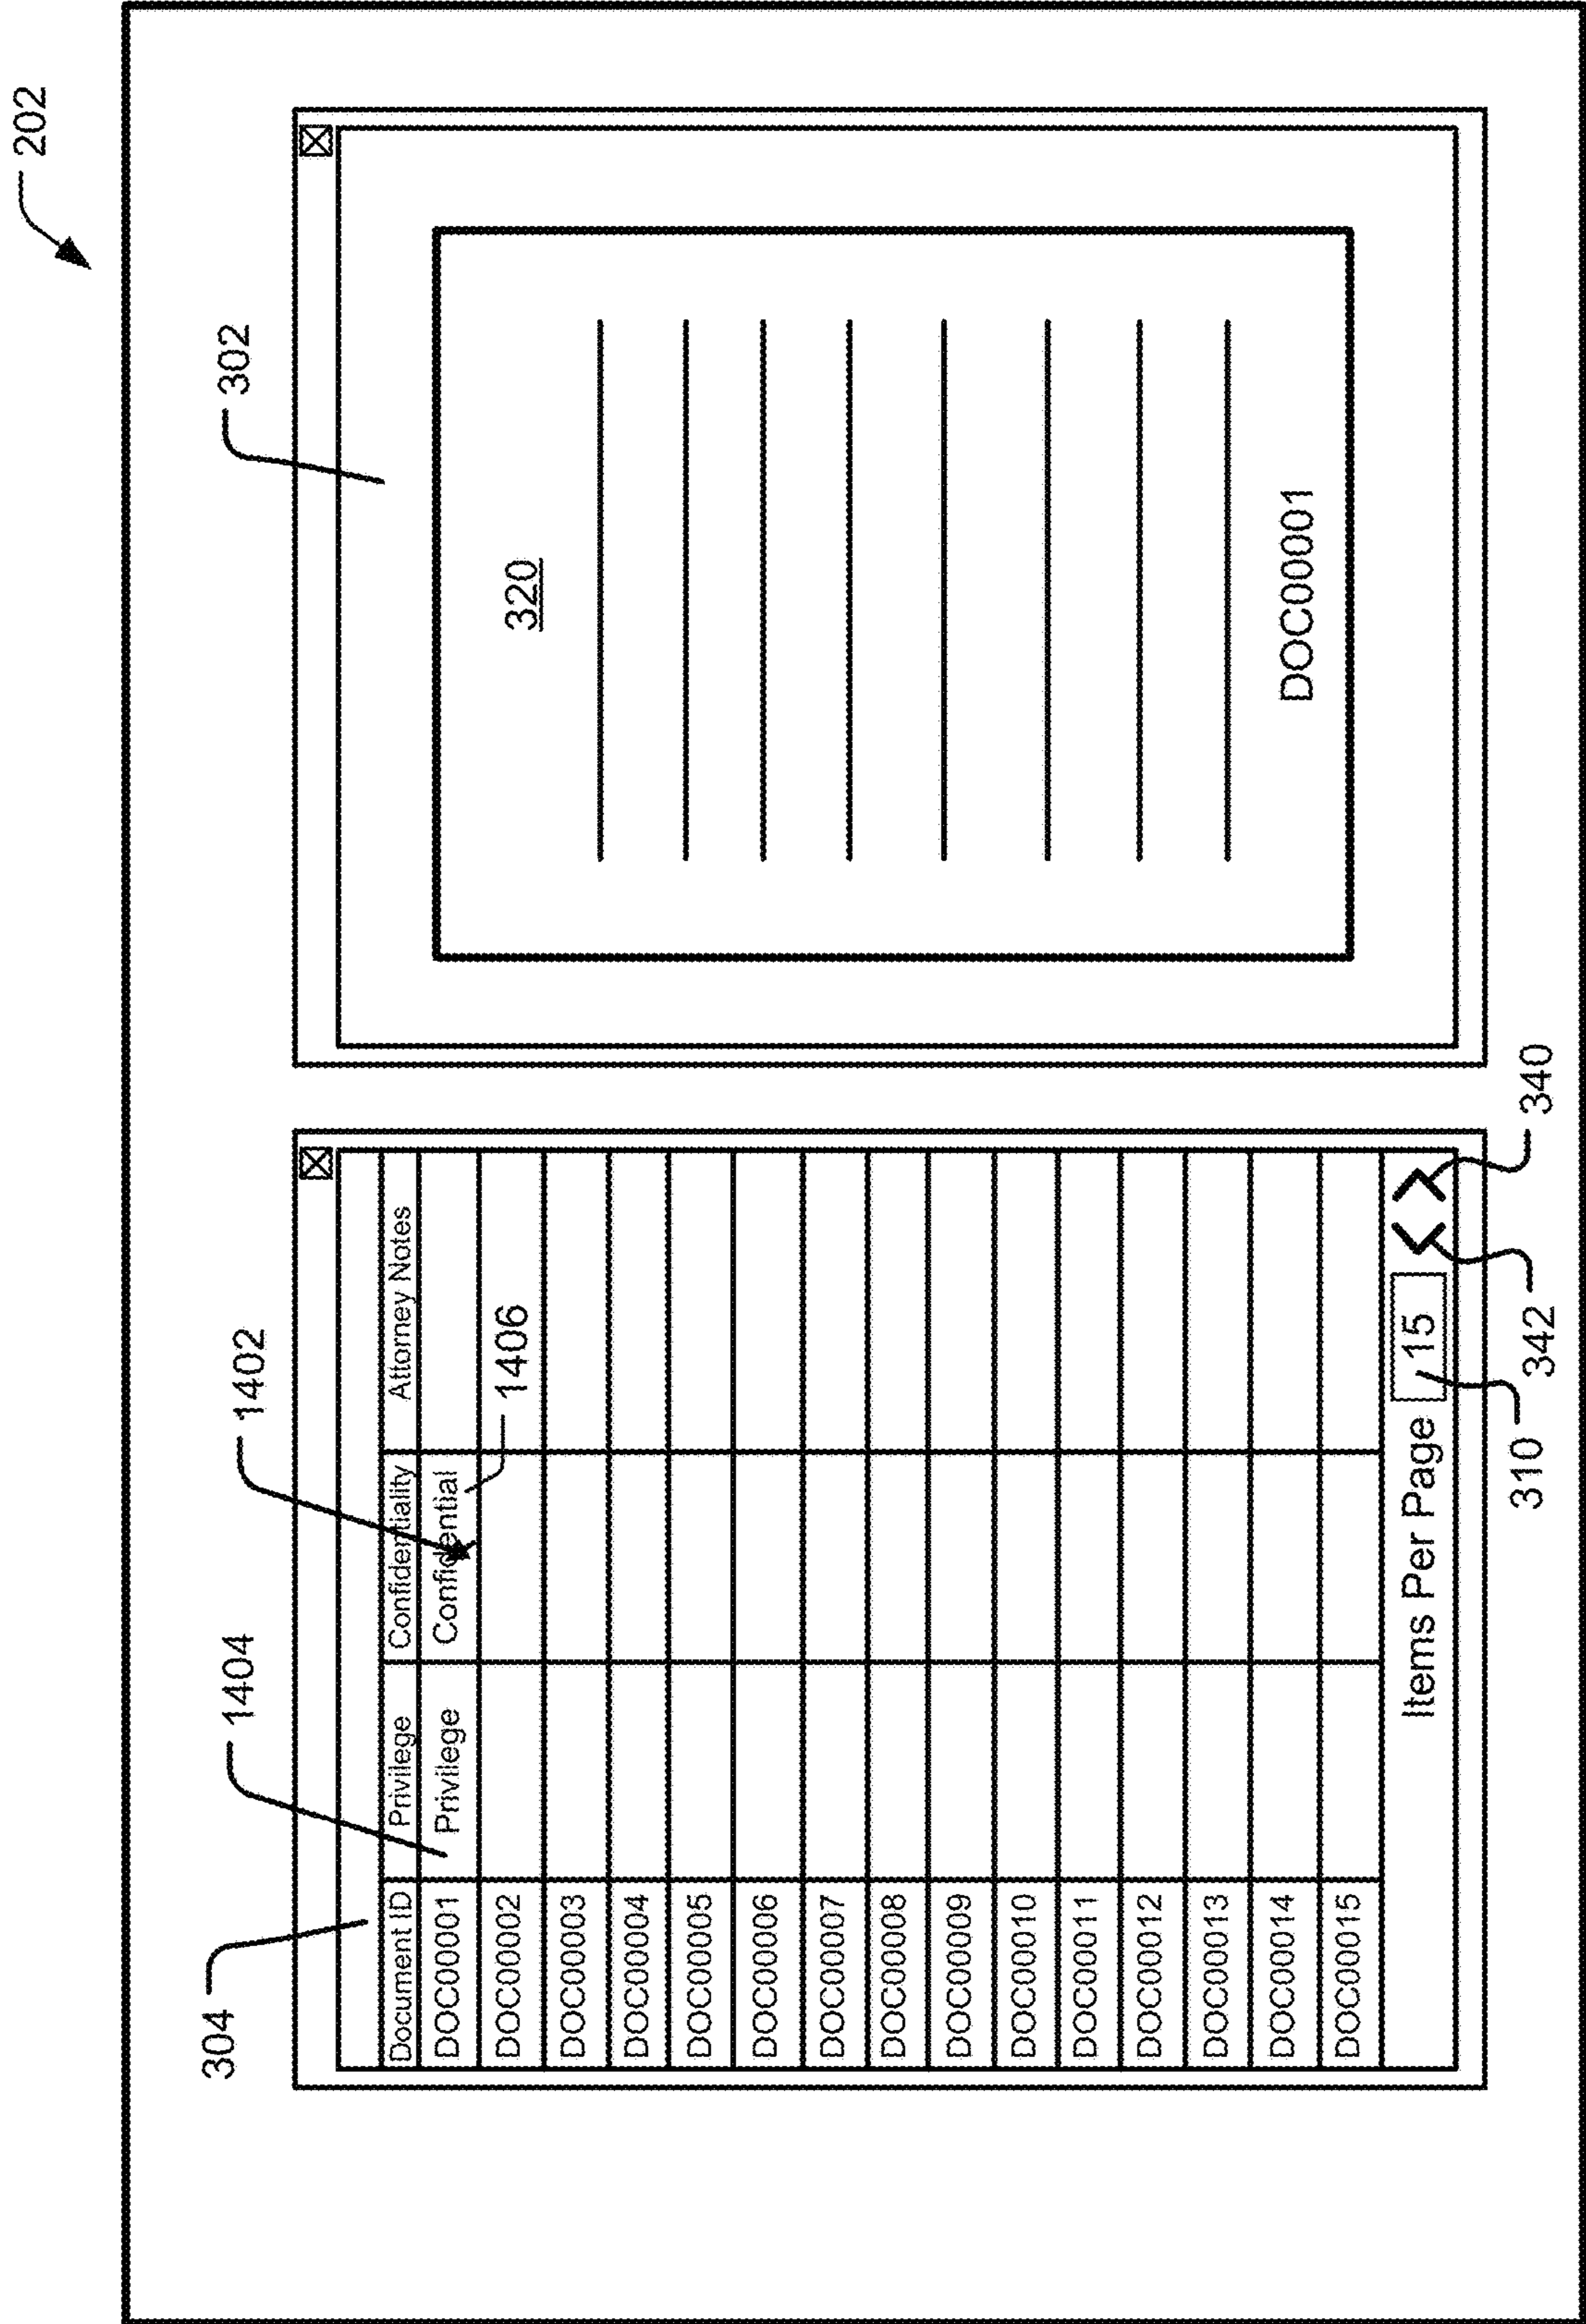 202
304
1404
1402
302
Document ID Privilege Confidentiality Attorney Notes
DOC00001 Privilege Confidential
1406
DOC00002
DOC00003
DOC00004
DOC00005
DOC00006
DOC00007
DOC00008
DOC00009
DOC00010
DOC00011
DOC00012
DOC00013
DOC00014
DOC00015
Items Per Page 15 < >
310
342
340
320
DOC00001